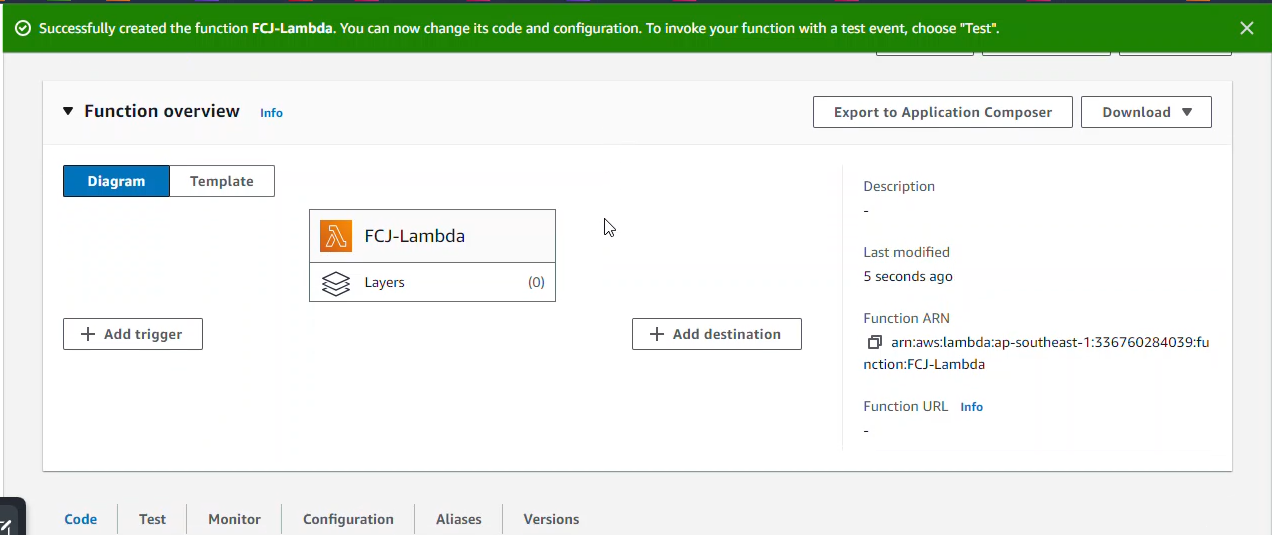 Successfully created the function FCJ-Lambda. You can now change its code and configuration. To invoke your function with a test event, choose "Test".
Function overview Info
Export to Application Composer
Download
Diagram
Template
FCJ-Lambda
Layers (0)
Add trigger
Add destination
Description
-
Last modified
5 seconds ago
Function ARN
arn:aws:lambda:ap-southeast-1:336760284039:fu
nction:FCJ-Lambda
Function URL Info
-
Code
Test
Monitor
Configuration
Aliases
Versions